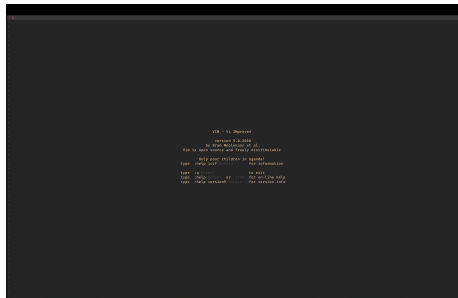 VIM - Vi IMproved
by Bram Moolenaar et al.
Vim is open source and freely distributable
Help poor children in Uganda!
type :help iccf for information
type :q to exit
type :help or for on-line help
type :help version9 for version info